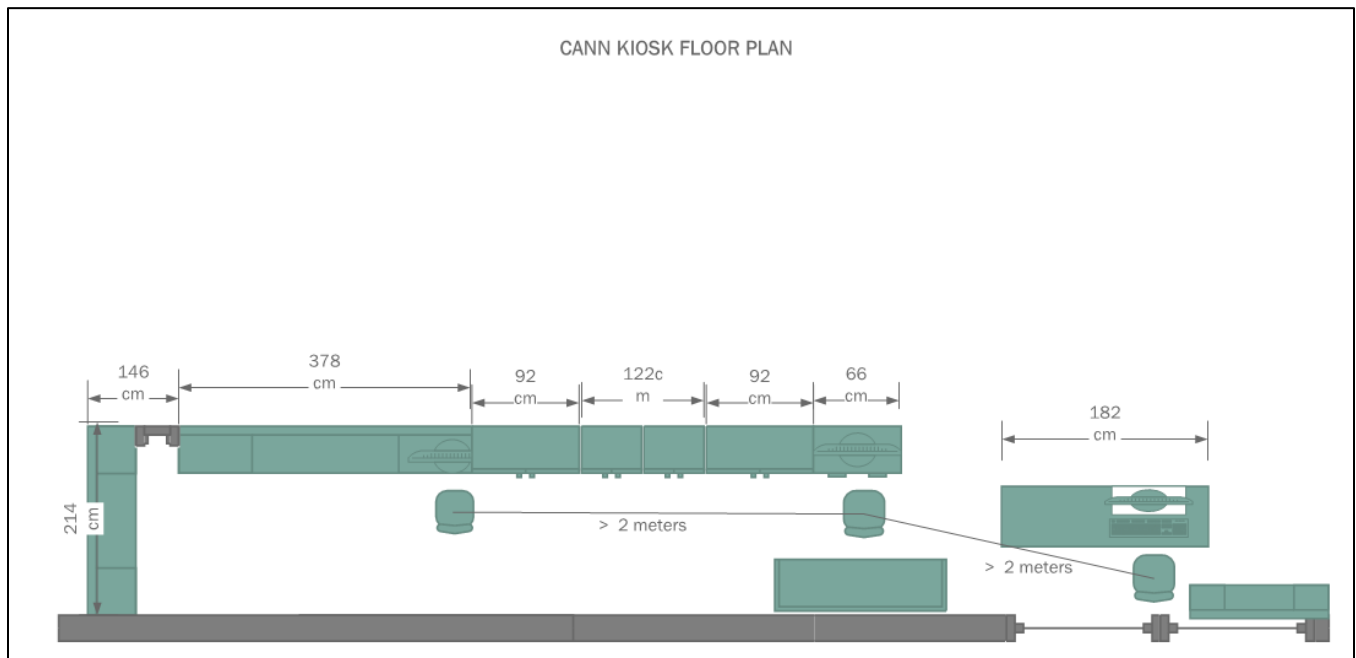 CANN KIOSK FLOOR PLAN
146
cm
378
cm
92
cm
122c
m
92
cm
66
cm
182
cm
214
cm
> 2 meters
> 2 meters